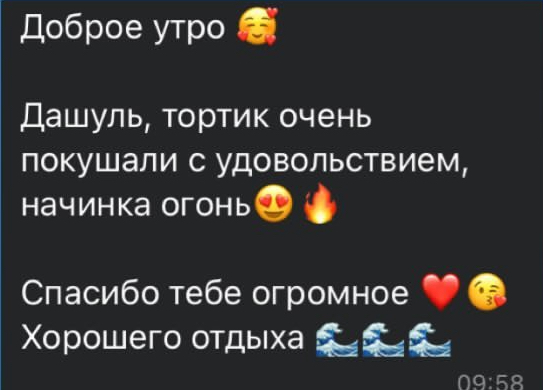 Доброе утро 🥰
Дашуль, тортик очень
покушали с удовольствием,
начинка огонь😍🔥
Спасибо тебе огромное ❤️😘
Хорошего отдыха 🌊🌊🌊
09:58